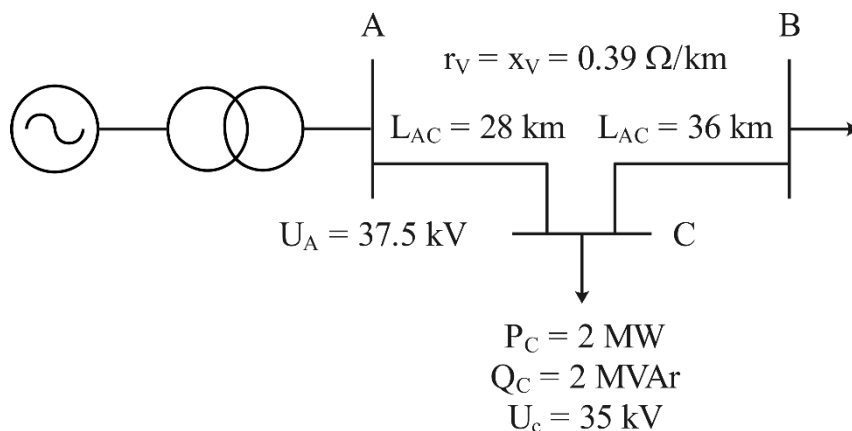 A
B
r_V = x_V = 0.39 Ω/km
L_AC = 28 km
L_AC = 36 km
U_A = 37.5 kV
C
P_C = 2 MW
Q_C = 2 MVAr
U_c = 35 kV